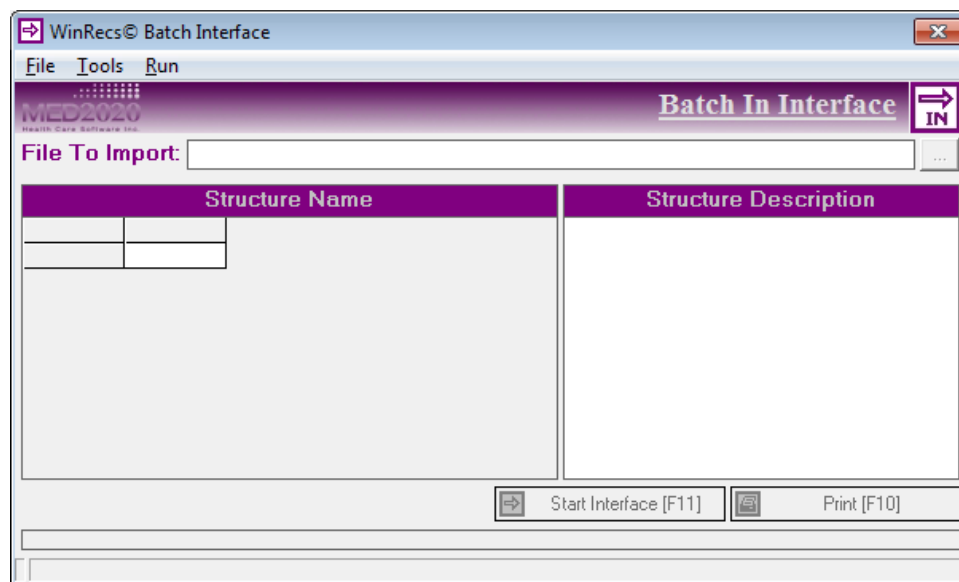 WinRecs© Batch Interface
File Tools Run
MED2020
Health Care Software Inc.
Batch In Interface
IN
File To Import:
...
Structure Name
Structure Description
Start Interface [F11]
Print [F10]